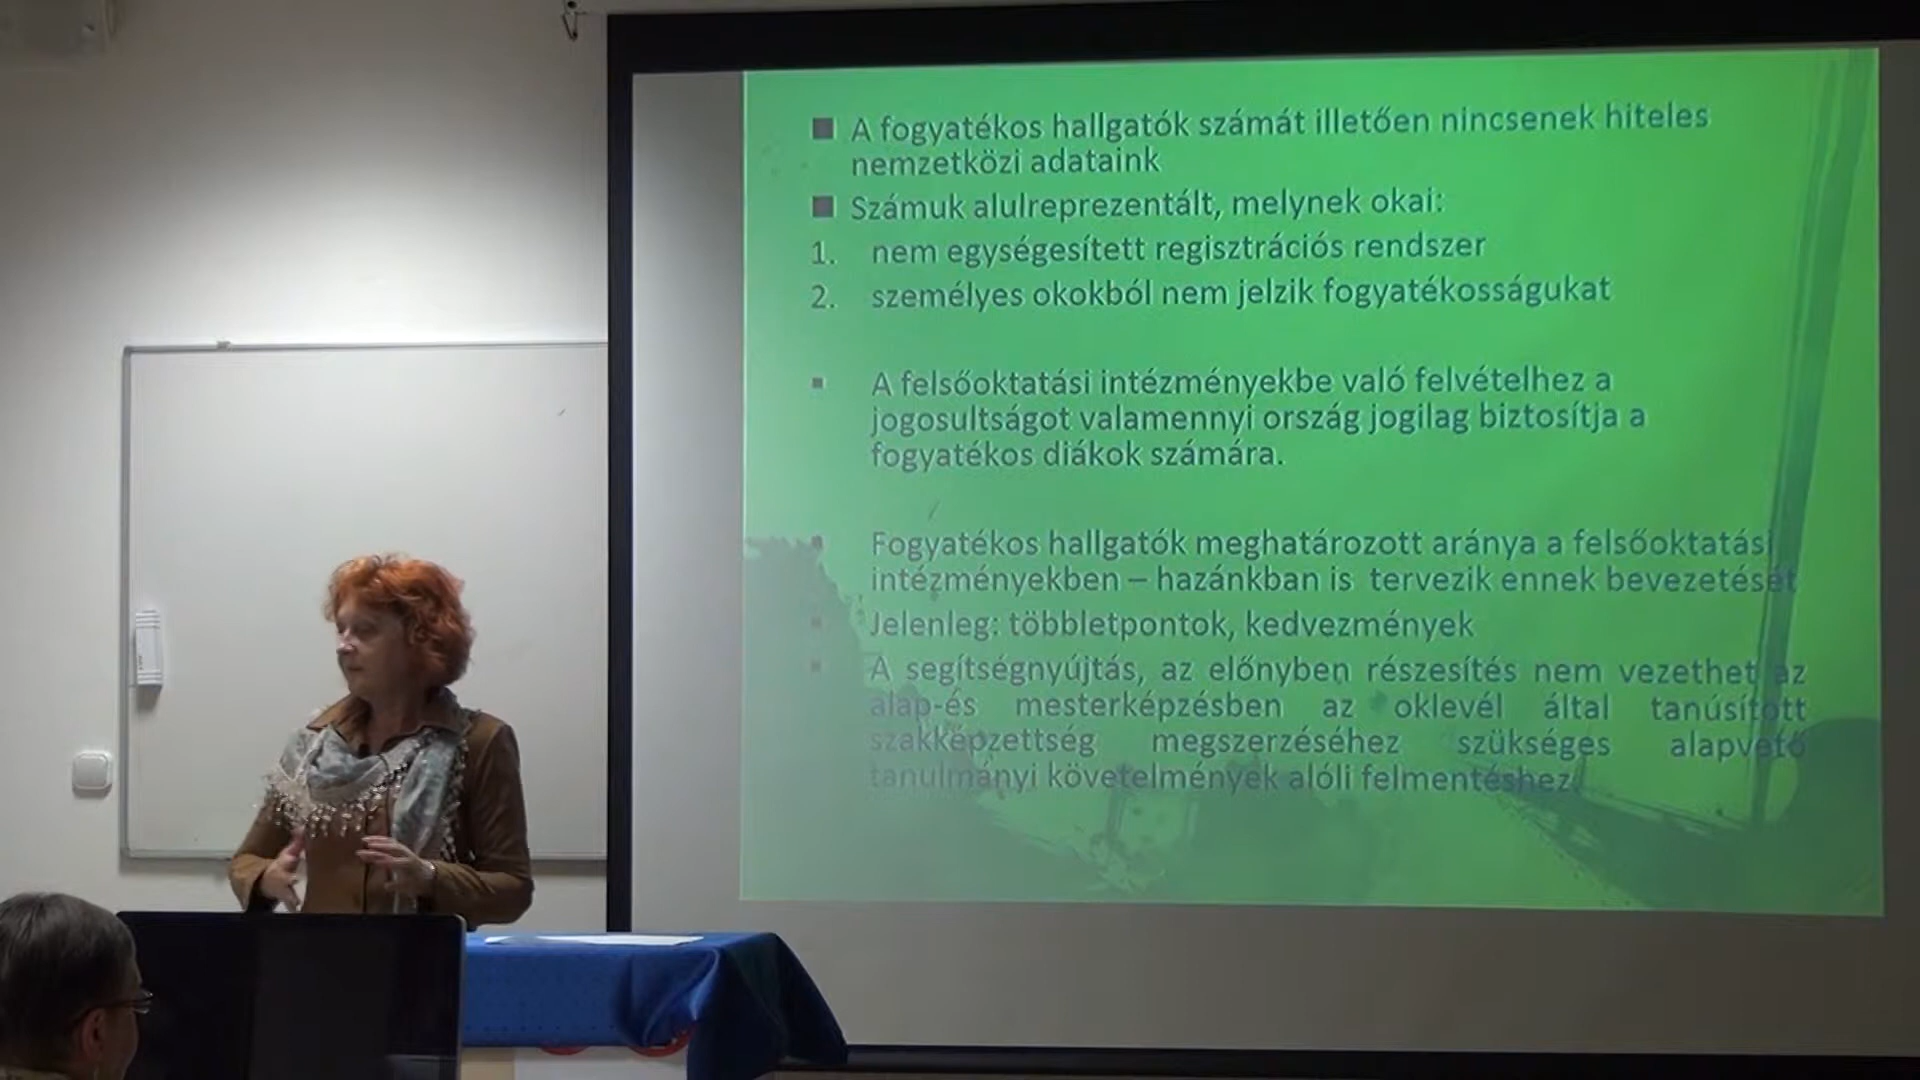 ■ A fogyatékos hallgatók számát illetően nincsenek hiteles
nemzetközi adataink
■ Számuk alulreprezentált, melynek okai:
1. nem egységesített regisztrációs rendszer
2. személyes okokból nem jelzik fogyatékosságukat
▪ A felsőoktatási intézményekbe való felvételhez a
jogosultságot valamennyi ország jogilag biztosítja a
fogyatékos diákok számára.
▪ Fogyatékos hallgatók meghatározott aránya a felsőoktatási
intézményekben – hazánkban is tervezik ennek bevezetését
▪ Jelenleg: többletpontok, kedvezmények
▪ A segítségnyújtás, az előnyben részesítés nem vezethet az
alap-és mesterképzésben az oklevél által tanúsított
szakképzettség megszerzéséhez szükséges alapvető
tanulmányi követelmények alóli felmentéshez.